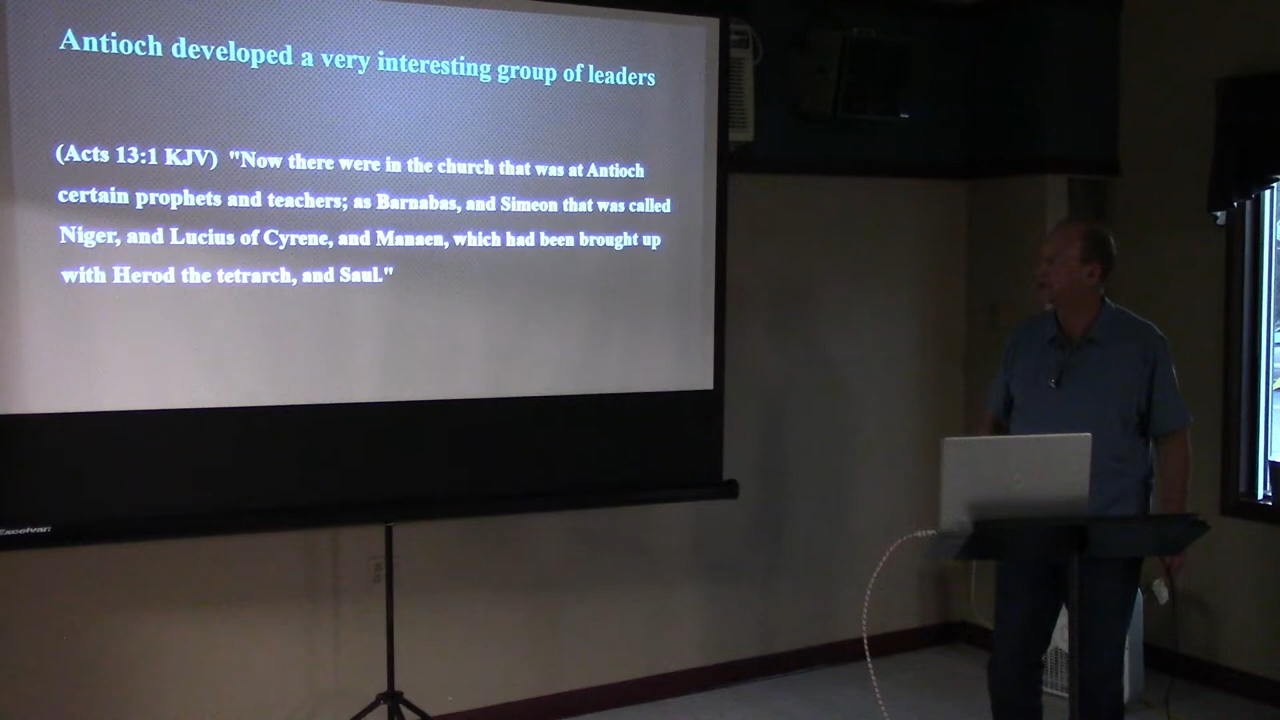 Antioch developed a very interesting group of leaders
(Acts 13:1 KJV) "Now there were in the church that was at Antioch
certain prophets and teachers; as Barnabas, and Simeon that was called
Niger, and Lucius of Cyrene, and Manaen, which had been brought up
with Herod the tetrarch, and Saul."